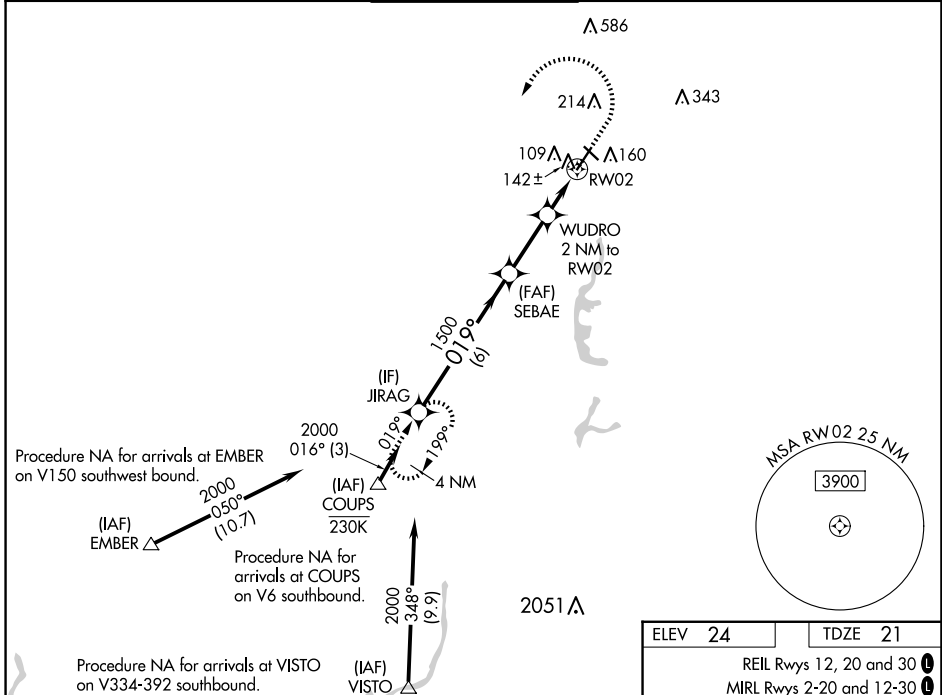 586
214
343
109
160
142±
RW02
WUDRO
2 NM to
RW02
(FAF)
SEBAE
1500
019°
(6)
(IF)
JIRAG
2000
016° (3)
019°
199°
4 NM
MSA RW02 25 NM
3900
Procedure NA for arrivals at EMBER
on V150 southwest bound.
2000
050°
(10.7)
(IAF)
EMBER
(IAF)
COUPS
230K
Procedure NA for
arrivals at COUPS
on V6 southbound.
2000
348°
(9.9)
2051
Procedure NA for arrivals at VISTO
on V334-392 southbound.
(IAF)
VISTO
ELEV 24
TDZE 21
REIL Rwys 12, 20 and 30 L
MIRL Rwys 2-20 and 12-30 L